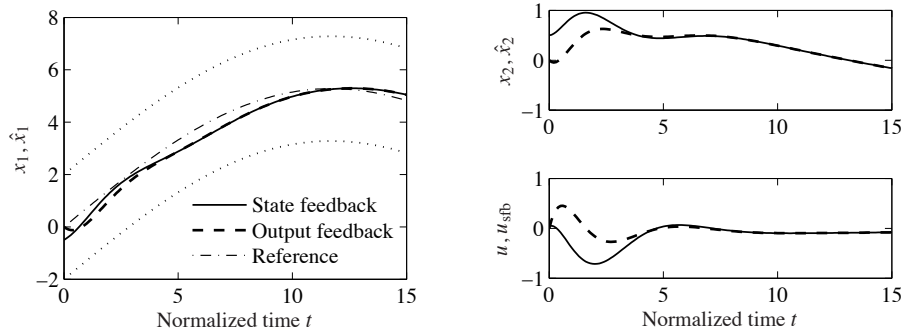 8
6
4
2
0
−2
x₁, x̂₁
State feedback
Output feedback
Reference
0 5 10 15
Normalized time t
1
0
−1
x₂, x̂₂
0 5 10 15
1
0
−1
u, u_sfb
0 5 10 15
Normalized time t